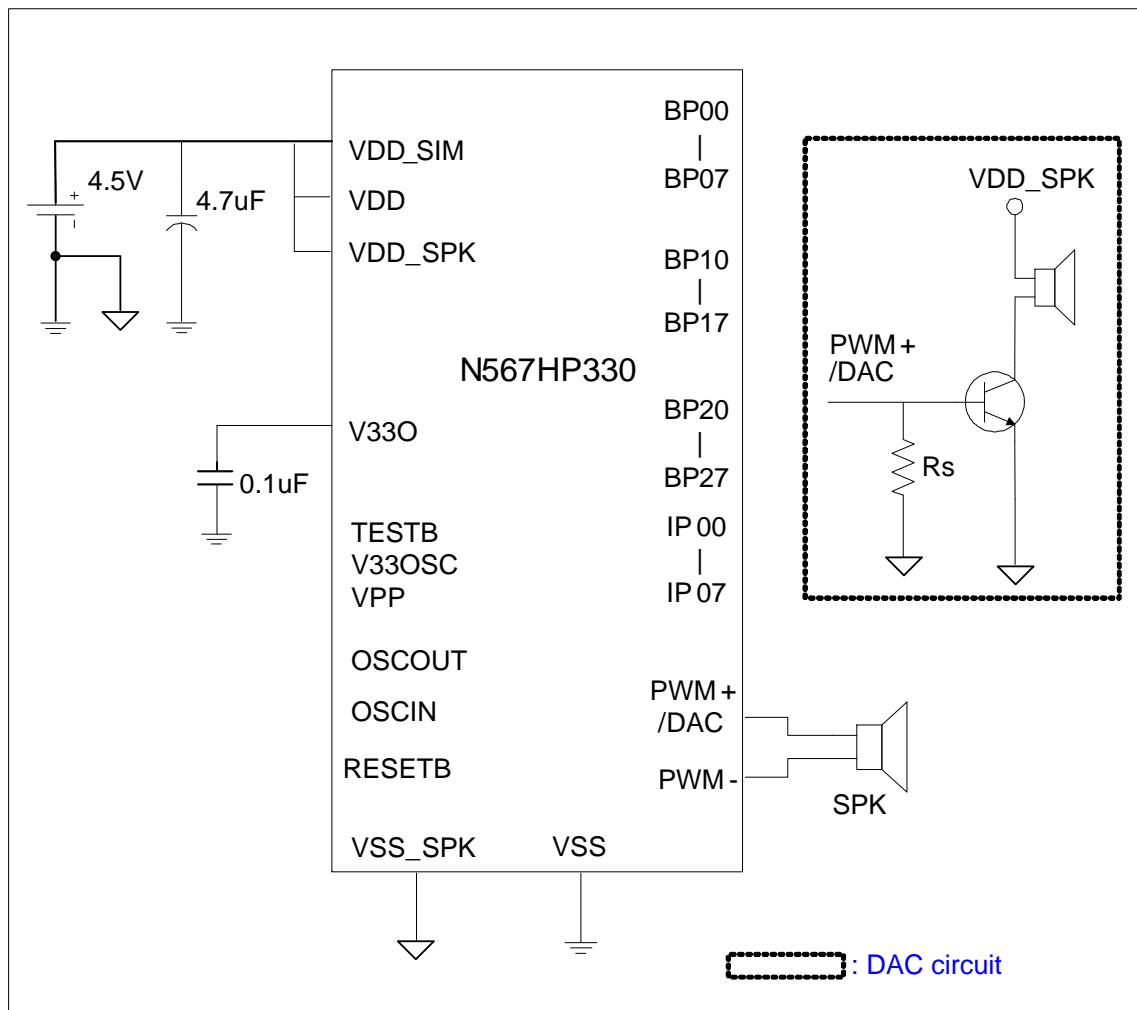 BP00
|
BP07
VDD_SIM
VDD
VDD_SPK
4.5V
+
-
4.7uF
BP10
|
BP17
N567HP330
V33O
0.1uF
BP20
|
BP27
TESTB
V33OSC
VPP
IP00
|
IP07
OSCOUT
OSCIN
RESETB
PWM+
/DAC
PWM-
SPK
VSS_SPK
VSS
VDD_SPK
PWM+
/DAC
Rs
: DAC circuit